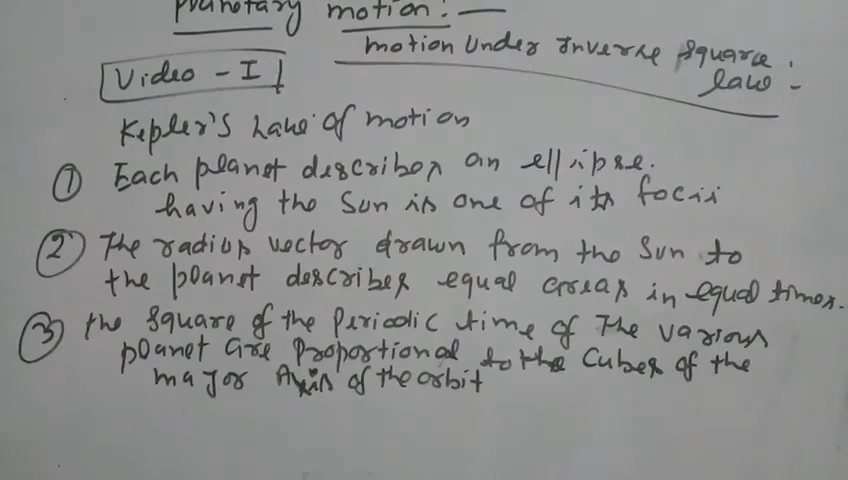 Planetary motion: —
motion Under Inverse Square
law -
Video - I
Kepler's Law of motion
① Each planet describes an ellipse.
having the Sun is one of its focii
② The radius vector drawn from the Sun to
the planet describes equal areas in equal times.
③ the square of the Periodic time of The various
planet are proportional to the Cubes of the
major Axis of the orbit